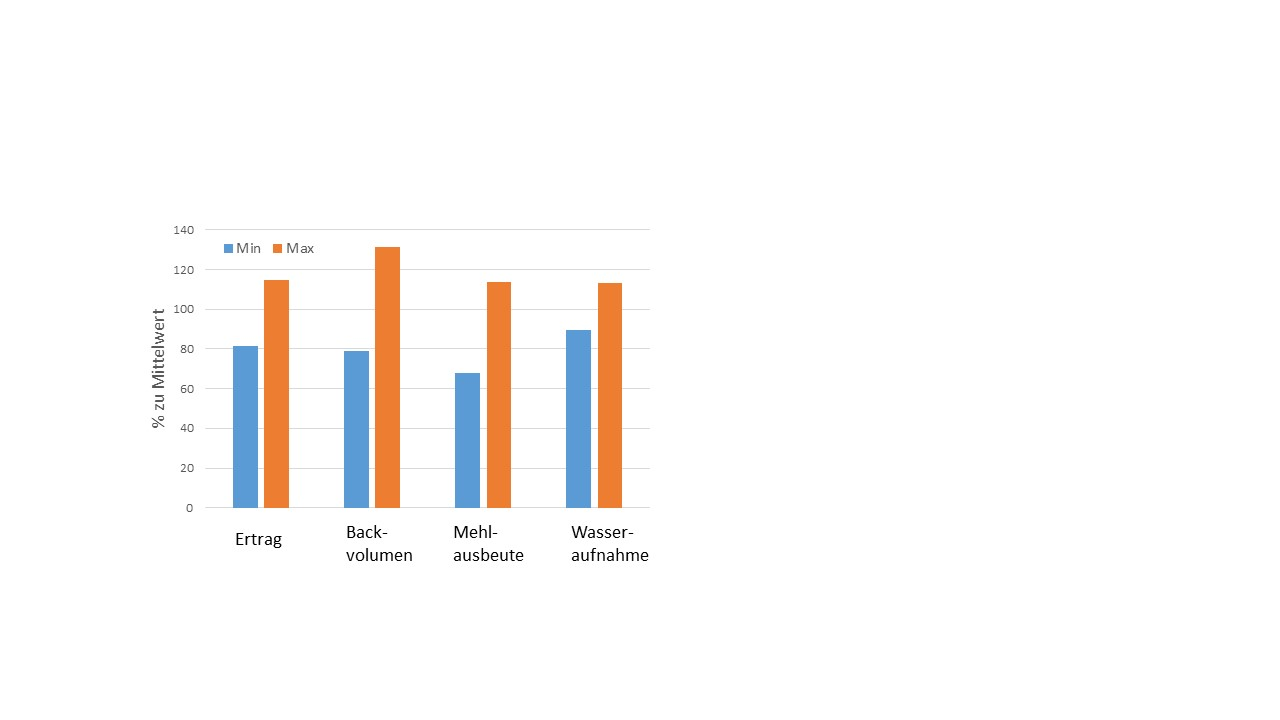 140
120
100
80
60
40
20
0
% zu Mittelwert
Min Max
Ertrag
Back-
volumen
Mehl-
ausbeute
Wasser-
aufnahme